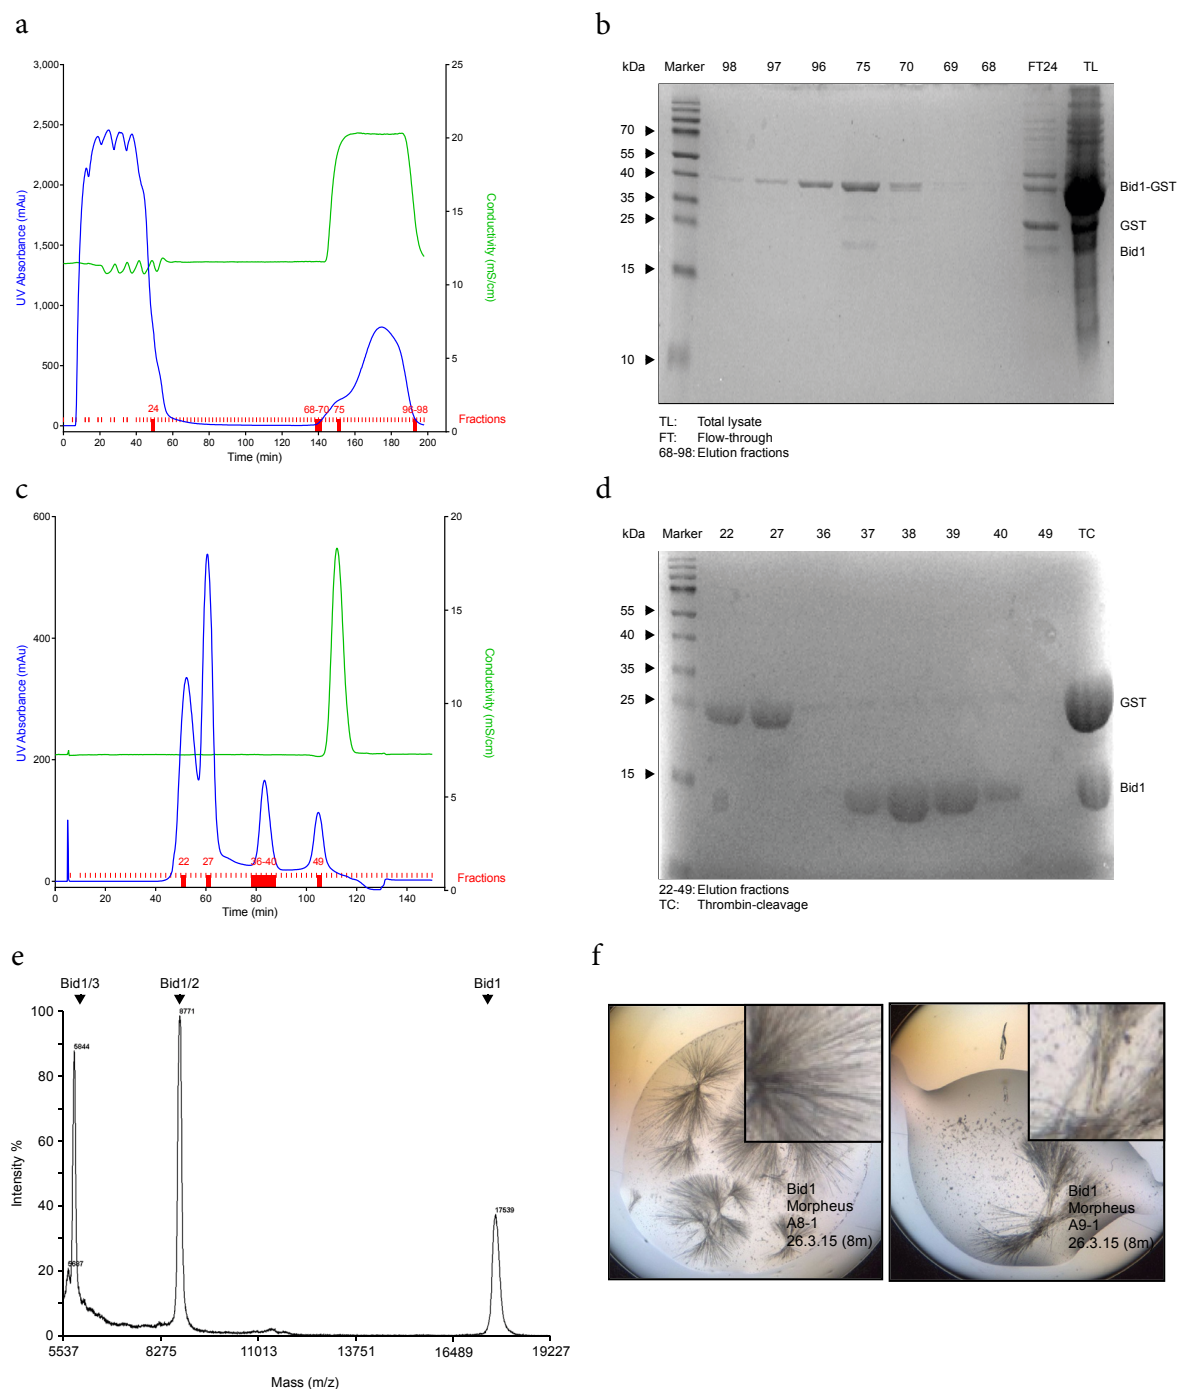 a
3,000
2,500
2,000
1,500
1,000
500
0
UV Absorbance (mAu)
25
20
15
10
5
0
Conductivity (mS/cm)
24
68-70
75
96-98
Fractions
0 20 40 60 80 100 120 140 160 180 200
Time (min)
b
kDa Marker 98 97 96 75 70 69 68 FT24 TL
70
55
40
35
25
15
10
Bid1-GST
GST
Bid1
TL: Total lysate
FT: Flow-through
68-98: Elution fractions
c
600
400
200
0
UV Absorbance (mAu)
20
15
10
5
0
Conductivity (mS/cm)
22
27
36-40
49
Fractions
0 20 40 60 80 100 120 140
Time (min)
d
kDa Marker 22 27 36 37 38 39 40 49 TC
55
40
35
25
15
GST
Bid1
22-49: Elution fractions
TC: Thrombin-cleavage
e
Bid1/3 Bid1/2 Bid1
100
80
60
40
20
0
Intensity %
5844
5687
8771
17539
5537 8275 11013 13751 16489 19227
Mass (m/z)
f
Bid1
Morpheus
A8-1
26.3.15 (8m)
Bid1
Morpheus
A9-1
26.3.15 (8m)